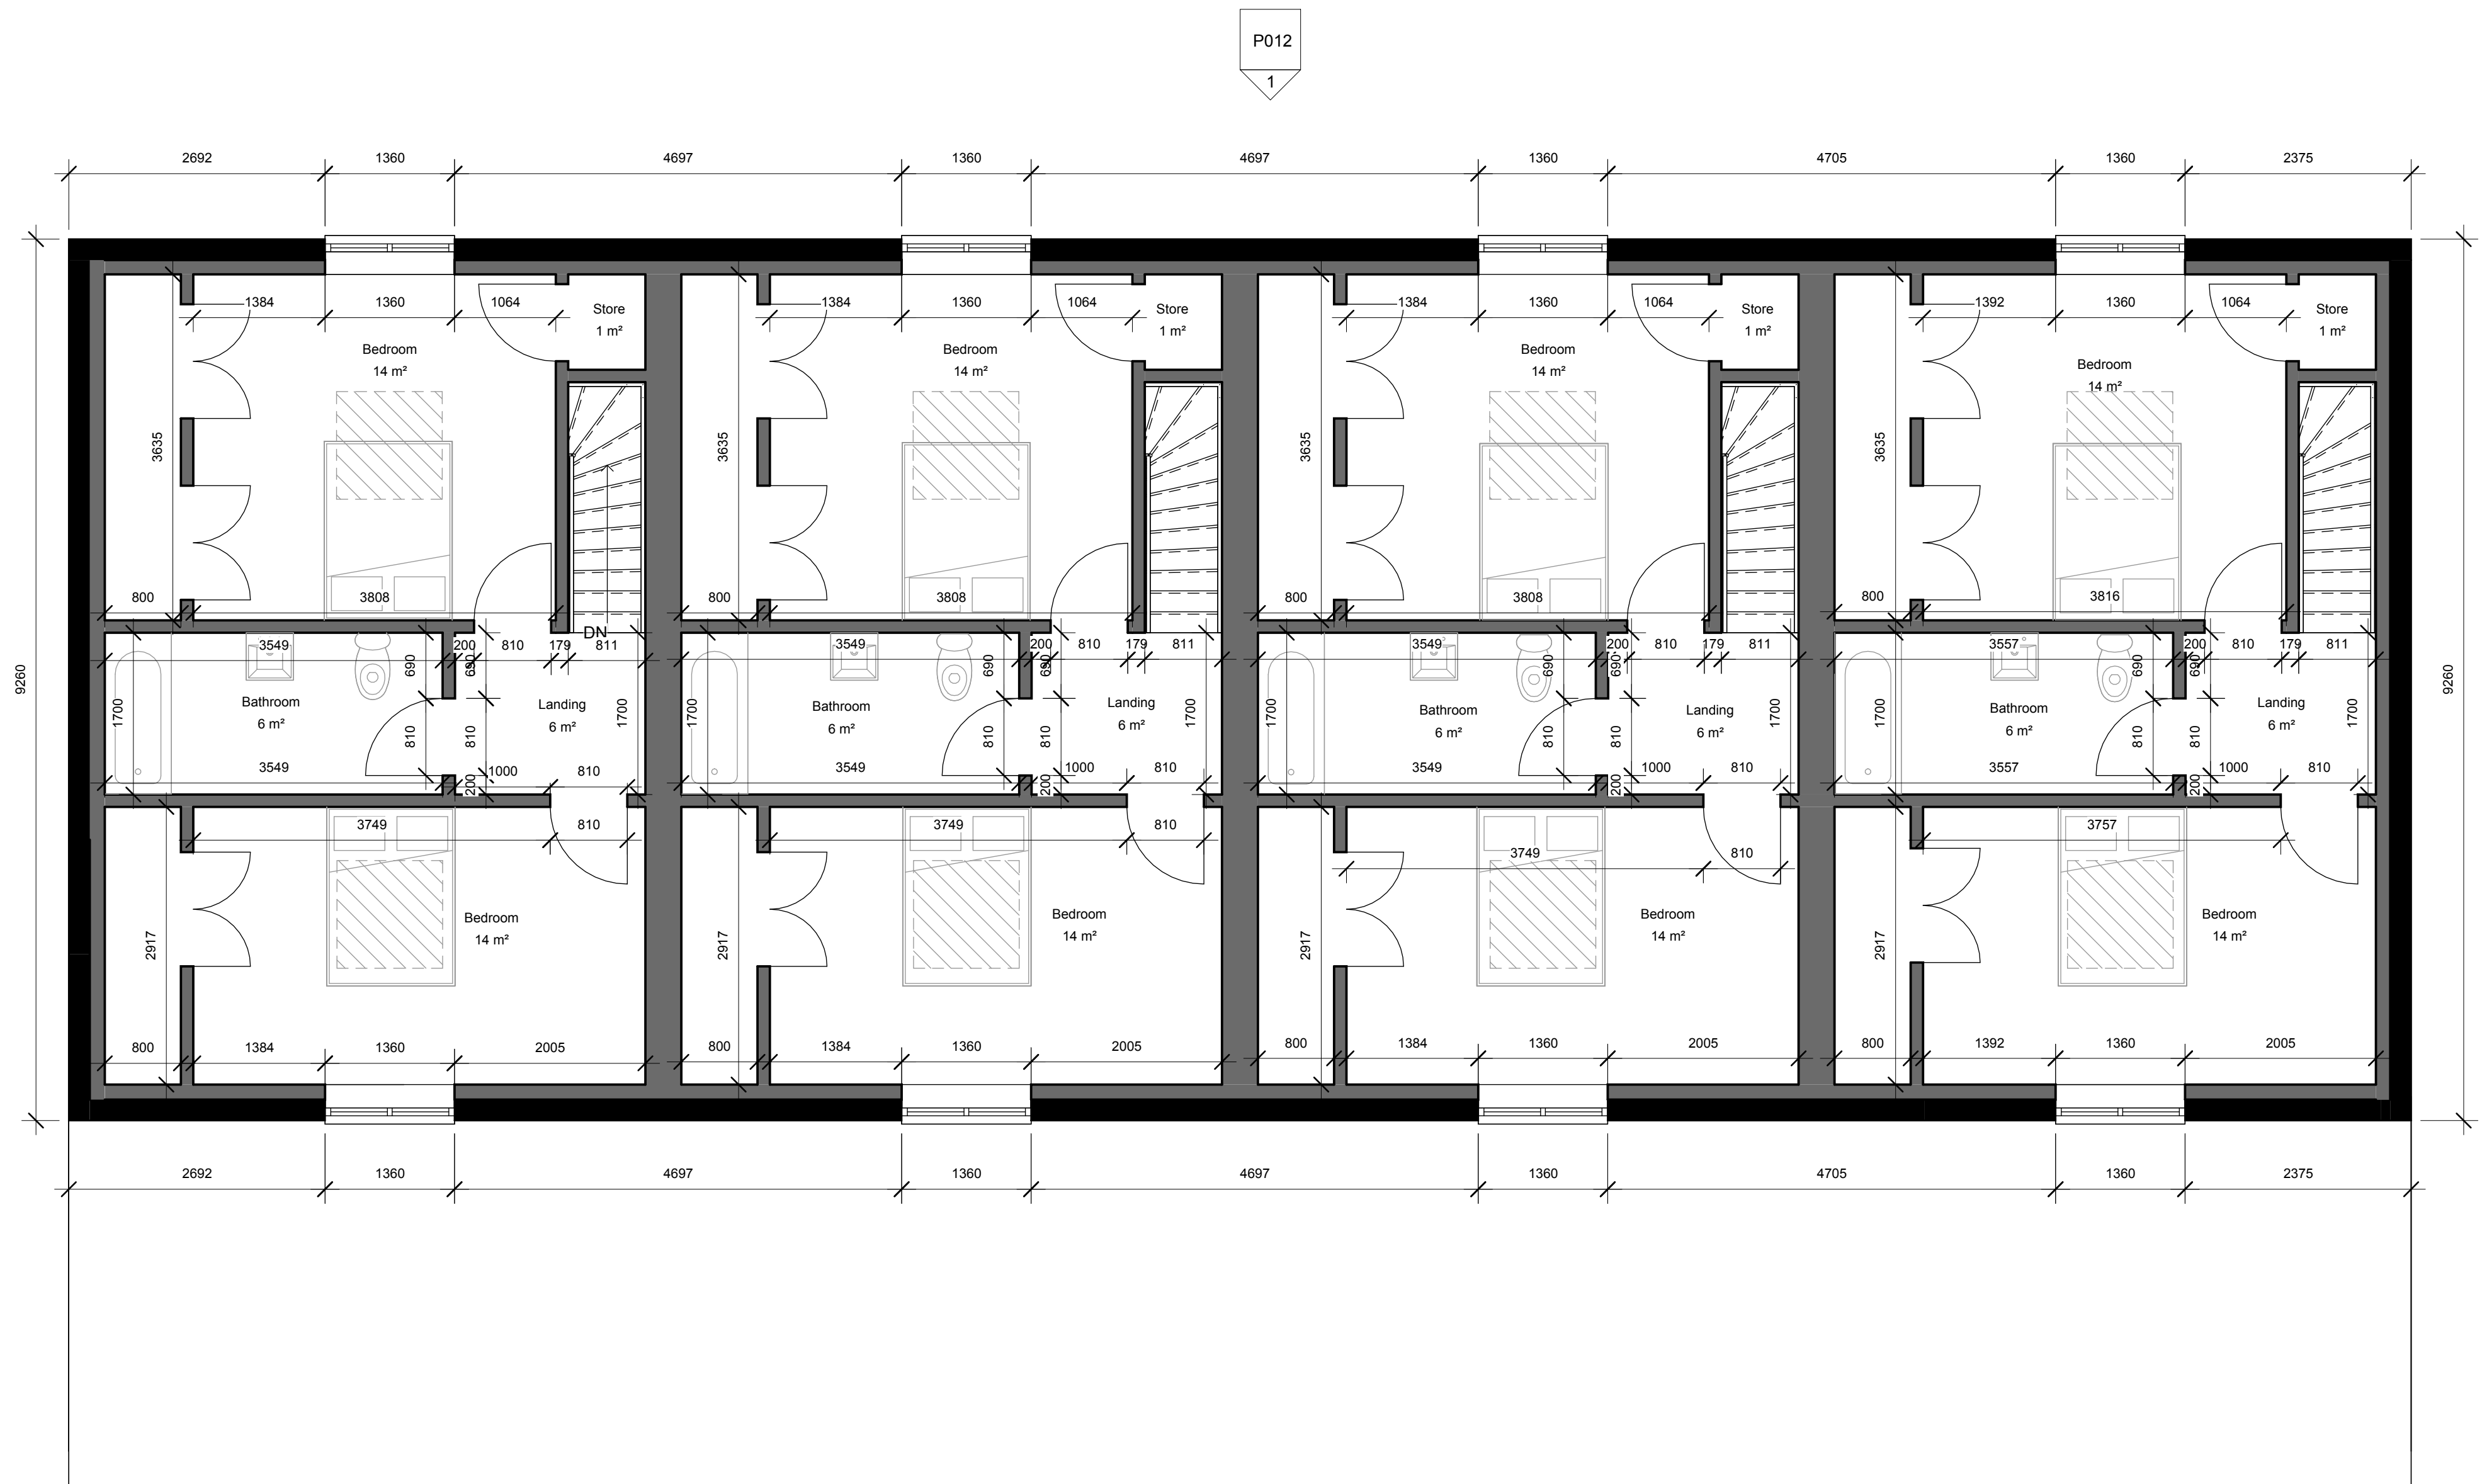 P012
1
2692 1360 4697 1360 4697 1360 4705 1360 2375
1384 1360 1064 1384 1360 1064 1384 1360 1064 1392 1360 1064
Store Store Store Store
1 m² 1 m² 1 m² 1 m²
Bedroom Bedroom Bedroom Bedroom
14 m² 14 m² 14 m² 14 m²
3635 3635 3635 3635
800 3808 800 3808 800 3808 800 3816
DN
3549 200 810 179 811 3549 200 810 179 811 3549 200 810 179 811 3557 200 810 179 811
690 690 690 690 690 690 690 690
9260 9260
1700 1700 1700 1700 1700 1700 1700 1700
Bathroom Landing Bathroom Landing Bathroom Landing Bathroom Landing
6 m² 6 m² 6 m² 6 m² 6 m² 6 m² 6 m² 6 m²
810 810 810 810 810 810 810 810
3549 1000 810 3549 1000 810 3549 1000 810 3557 1000 810
200 200 200 200
3749 810 3749 810 3749 810 3757
Bedroom Bedroom Bedroom Bedroom
14 m² 14 m² 14 m² 14 m²
2917 2917 2917 2917
800 1384 1360 2005 800 1384 1360 2005 800 1384 1360 2005 800 1392 1360 2005
2692 1360 4697 1360 4697 1360 4705 1360 2375